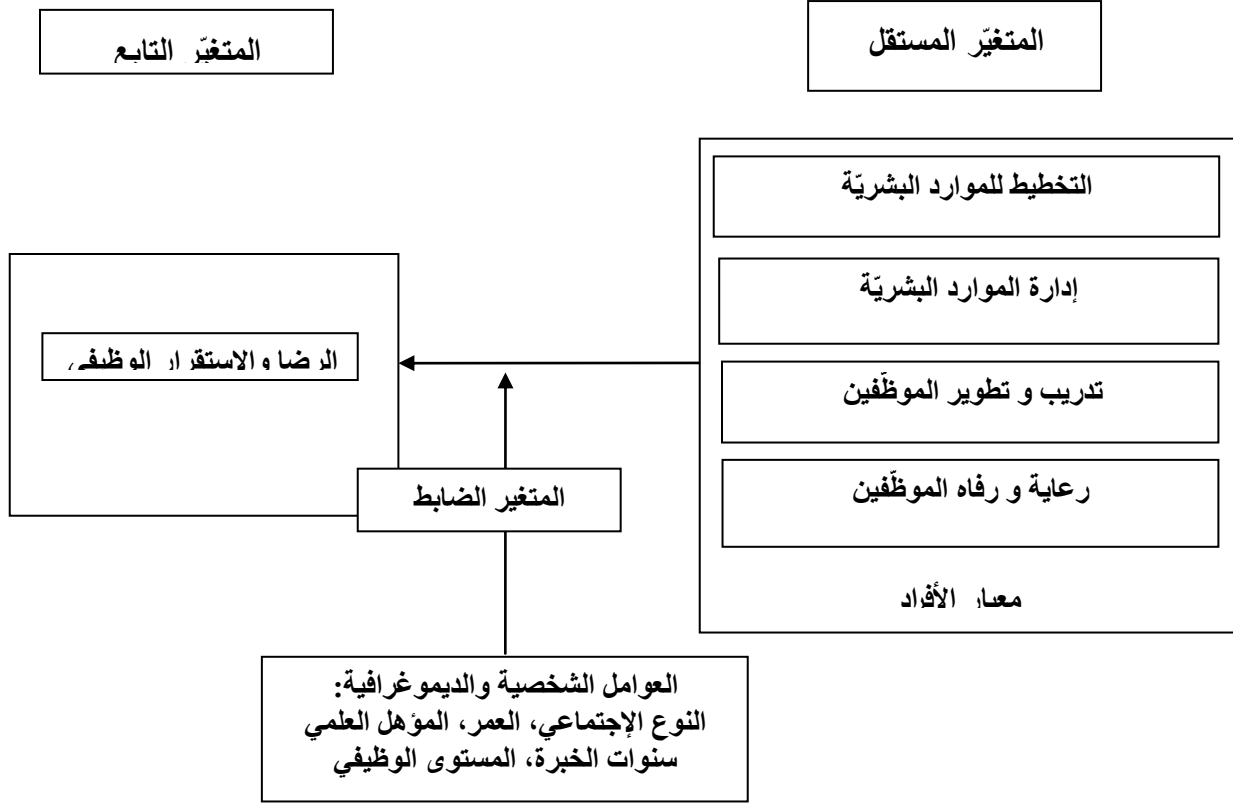 المتغيّر المستقل
المتغيّر التابع
التخطيط للموارد البشريّة
إدارة الموارد البشريّة
تدريب و تطوير الموظّفين
رعاية و رفاه الموظّفين
معيار الأفراد
الرضا والاستقرار الوظيفي
المتغير الضابط
العوامل الشخصية والديموغرافية:
النوع الإجتماعي، العمر، المؤهل العلمي
سنوات الخبرة، المستوى الوظيفي